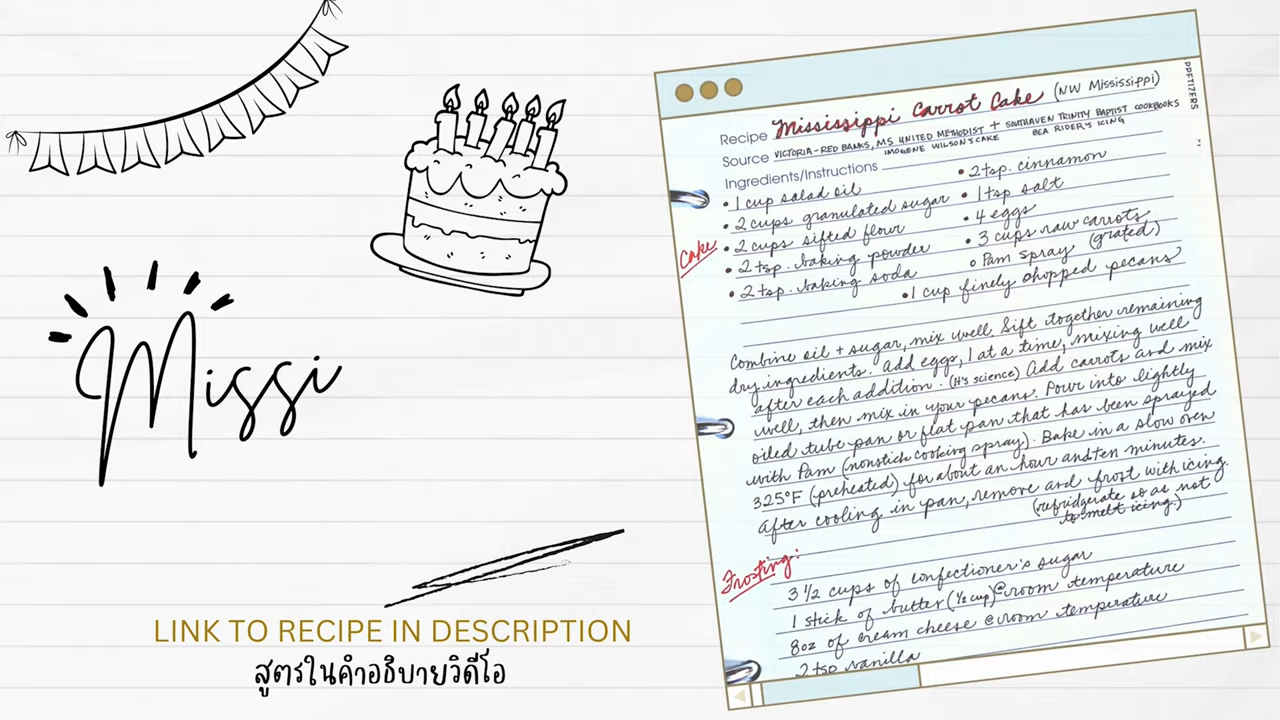 Missi
LINK TO RECIPE IN DESCRIPTION
สูตรในคำอธิบายวิดีโอ
PPETIZERS
Recipe Mississippi Carrot Cake (NW Mississippi)
Source VICTORIA-RED BANKS, MS UNITED METHODIST + SOUTHAVEN TRINITY BAPTIST COOKBOOKS
IMOGENE WILSON'S CAKE BEA RIDER'S ICING
Ingredients/Instructions
Cake
• 1 cup salad oil
• 2 cups granulated sugar
• 2 cups sifted flour
• 2 tsp. baking powder
• 2 tsp. baking soda
• 2 tsp. cinnamon
• 1 tsp salt
• 4 eggs
• 3 cups raw carrots
(grated)
o Pam Spray
• 1 cup finely chopped pecans
Combine oil + sugar, mix well. Sift together remaining
dry ingredients. Add eggs, 1 at a time, mixing well
after each addition. (It's science) Add carrots and mix
well, then mix in your pecans. Pour into lightly
oiled tube pan or flat pan that has been sprayed
with Pam (nonstick cooking spray). Bake in a slow oven
325°F (preheated) for about an hour and ten minutes.
After cooling in pan, remove and frost with icing.
(refridgerate so as not
to melt icing.)
Frosting:
3 1/2 cups of confectioner's sugar
1 stick of butter (1/2 cup) @ room temperature
8oz of cream cheese @ room temperature
2 tsp vanilla